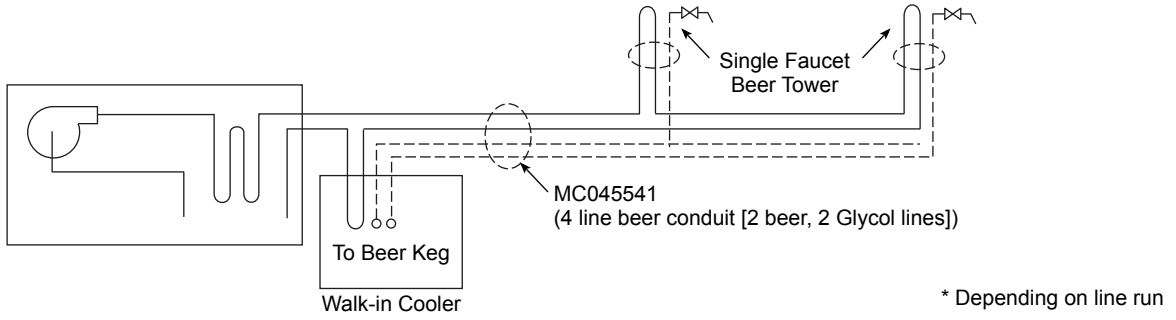 Single Faucet
Beer Tower
MC045541
(4 line beer conduit [2 beer, 2 Glycol lines])
To Beer Keg
Walk-in Cooler
* Depending on line run